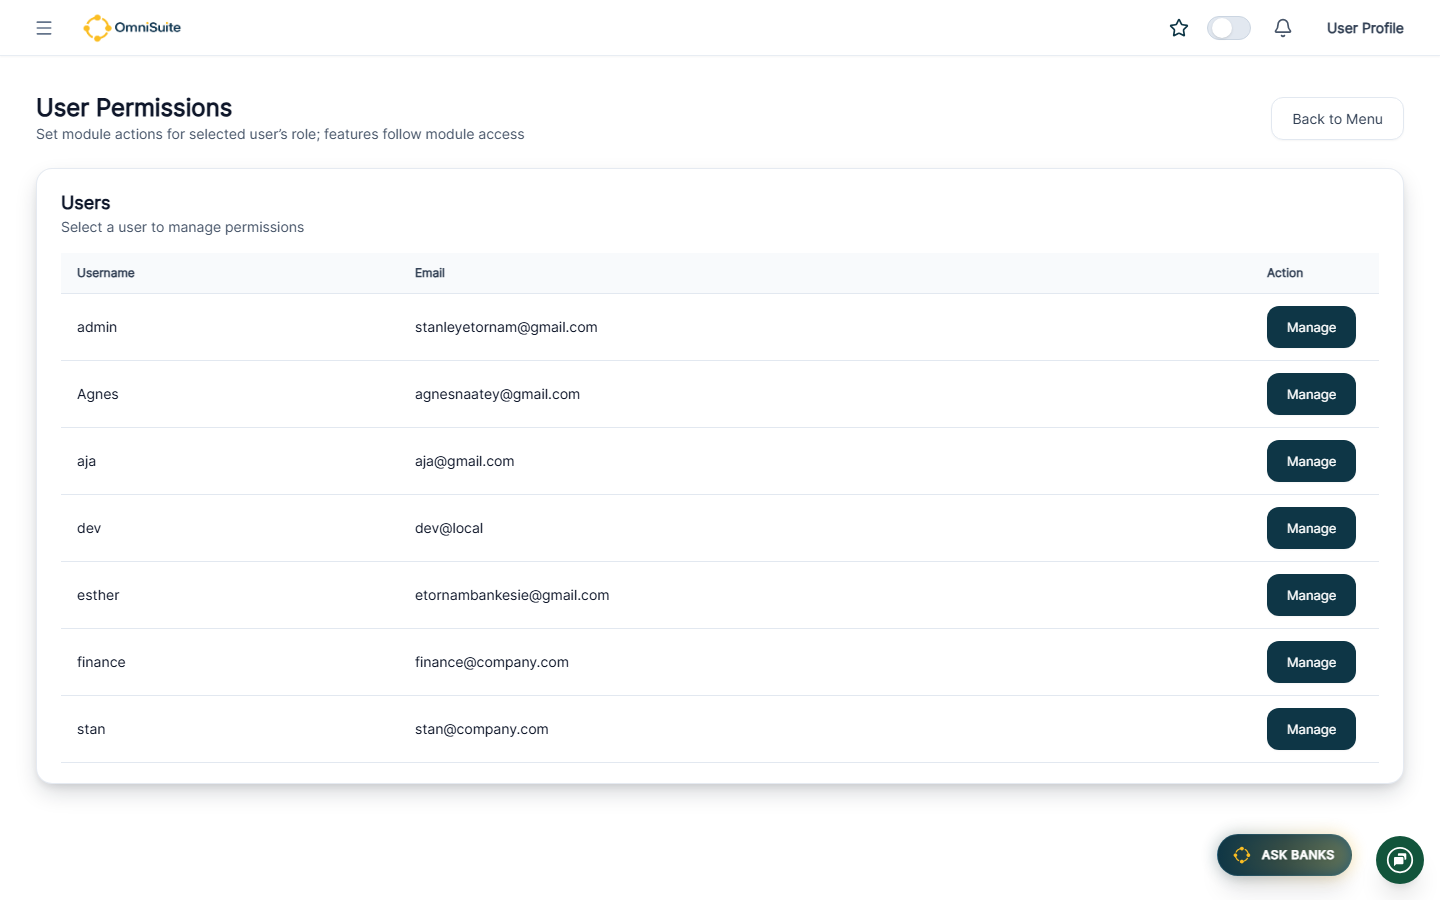 OmniSuite
User Profile
User Permissions
Set module actions for selected user’s role; features follow module access
Back to Menu
Users
Select a user to manage permissions
Username Email Action
admin stanleyetornam@gmail.com Manage
Agnes agnesnaatey@gmail.com Manage
aja aja@gmail.com Manage
dev dev@local Manage
esther etornambankesie@gmail.com Manage
finance finance@company.com Manage
stan stan@company.com Manage
ASK BANKS